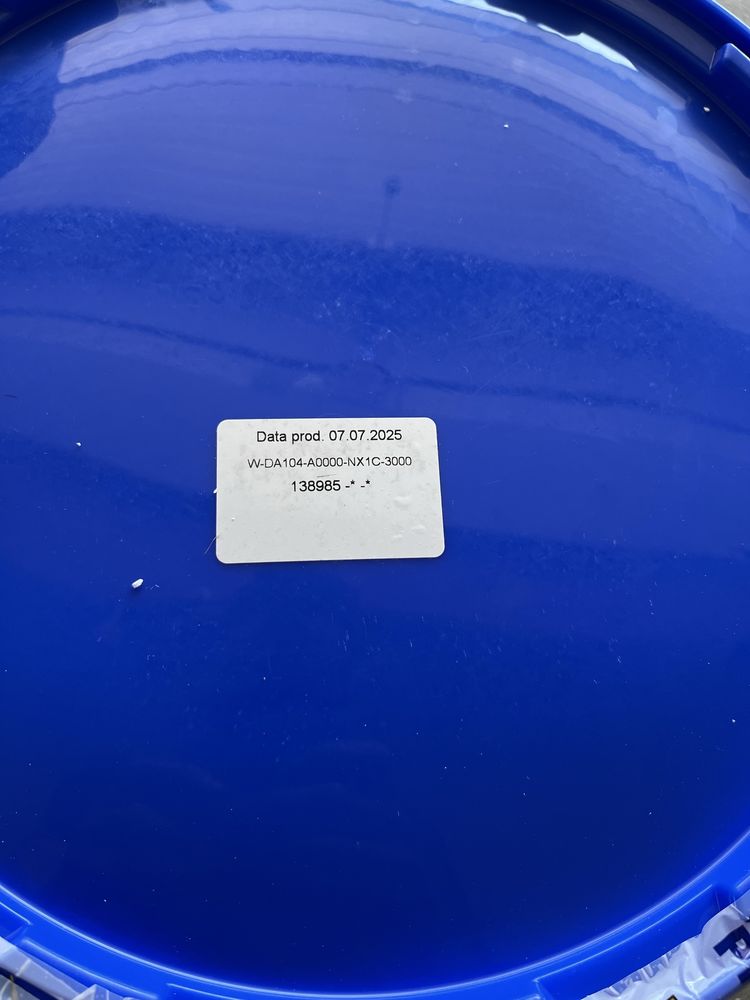 Data prod. 07.07.2025
W-DA104-A0000-NX1C-3000
138985 -* -*